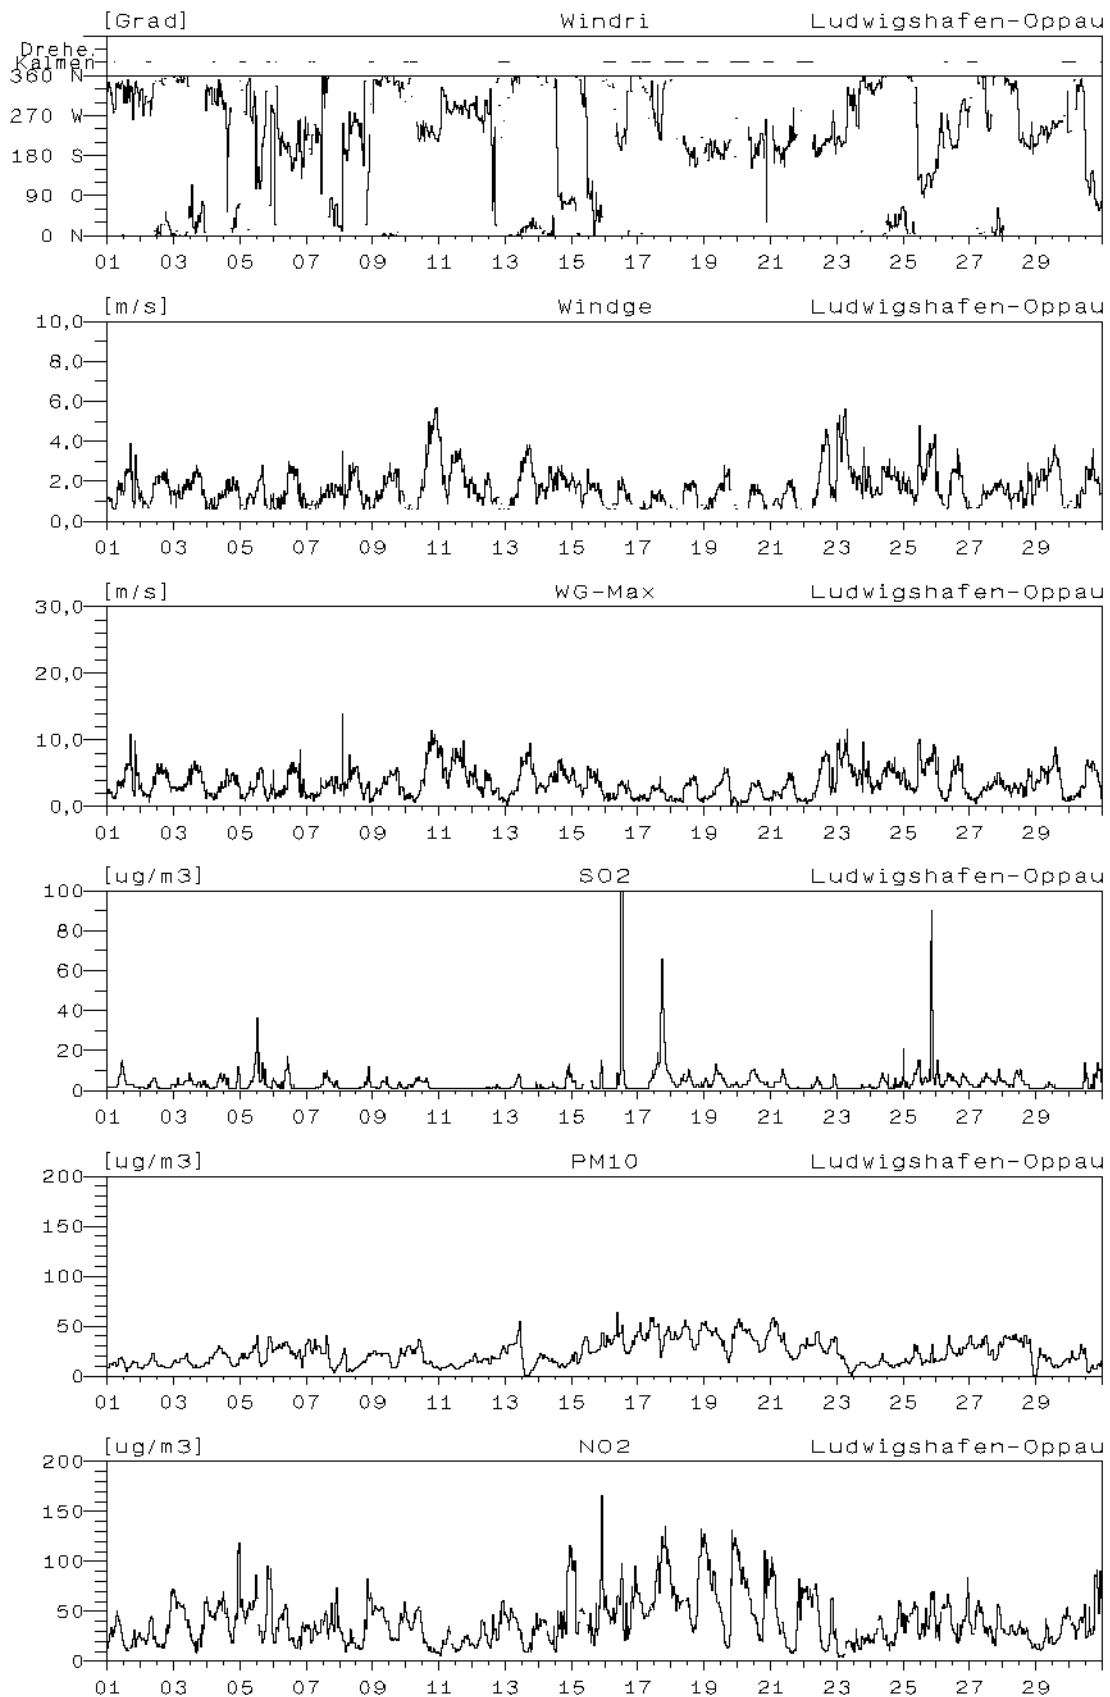 [Grad] Windri Ludwigshafen-Oppau
Drehe.
Kalmen
360 N
270 W
180 S
90 O
0 N
01 03 05 07 09 11 13 15 17 19 21 23 25 27 29
[m/s] Windge Ludwigshafen-Oppau
10,0
8,0
6,0
4,0
2,0
0,0
01 03 05 07 09 11 13 15 17 19 21 23 25 27 29
[m/s] WG-Max Ludwigshafen-Oppau
30,0
20,0
10,0
0,0
01 03 05 07 09 11 13 15 17 19 21 23 25 27 29
[ug/m3] SO2 Ludwigshafen-Oppau
100
80
60
40
20
0
01 03 05 07 09 11 13 15 17 19 21 23 25 27 29
[ug/m3] PM10 Ludwigshafen-Oppau
200
150
100
50
0
01 03 05 07 09 11 13 15 17 19 21 23 25 27 29
[ug/m3] NO2 Ludwigshafen-Oppau
200
150
100
50
0
01 03 05 07 09 11 13 15 17 19 21 23 25 27 29